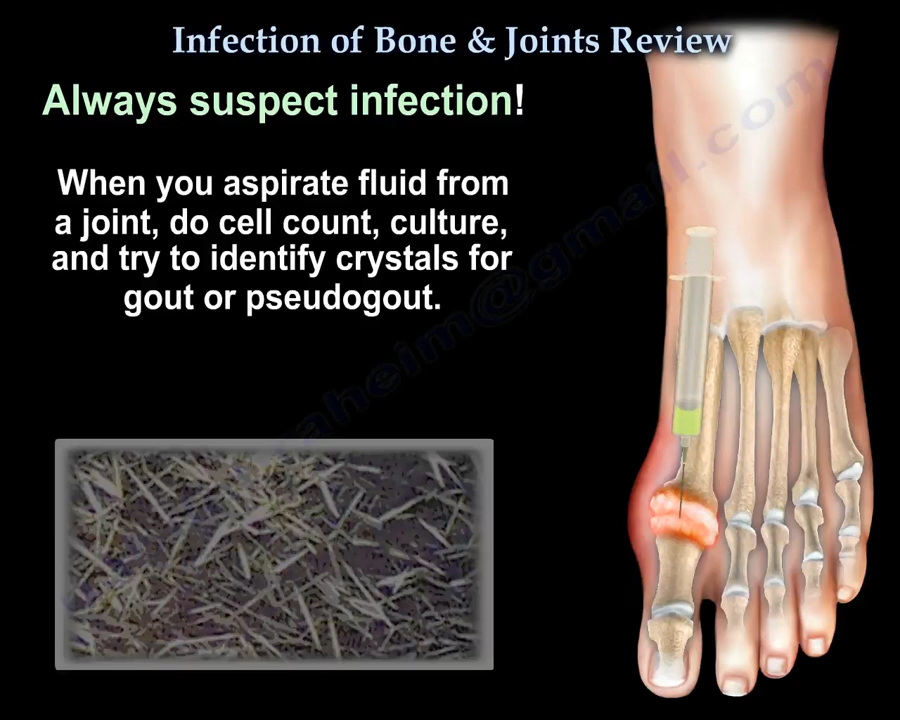 Infection of Bone & Joints Review
Always suspect infection!
When you aspirate fluid from
a joint, do cell count, culture,
and try to identify crystals for
gout or pseudogout.